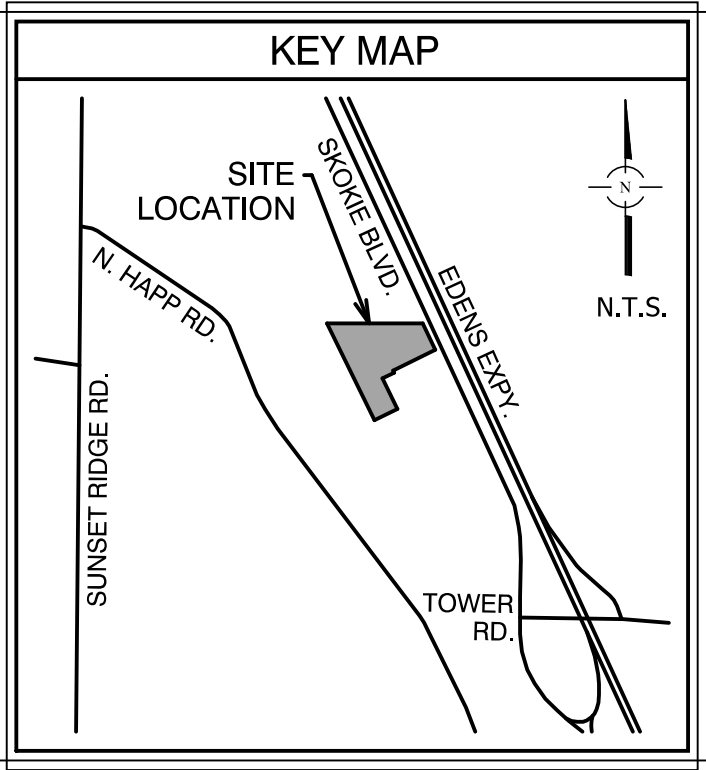 KEY MAP
SITE
LOCATION
SKOKIE BLVD.
N
N. HAPP RD.
EDENS EXPY.
N.T.S.
SUNSET RIDGE RD.
TOWER
RD.